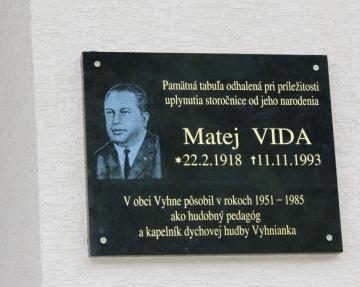 Pamätná tabuľa odhalená pri príležitosti
uplynutia storočnice od jeho narodenia
Matej VIDA
*22.2.1918 †11.11.1993
V obci Vyhne pôsobil v rokoch 1951 – 1985
ako hudobný pedagóg
a kapelník dychovej hudby Vyhnianka